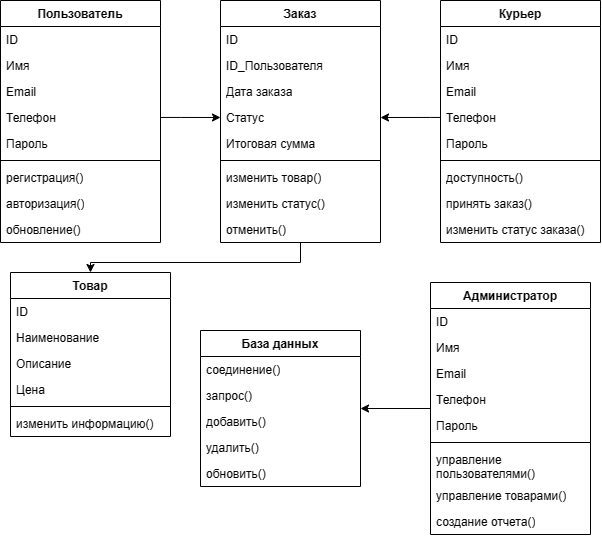 Пользователь
ID
Имя
Email
Телефон
Пароль
регистрация()
авторизация()
обновление()
Заказ
ID
ID_Пользователя
Дата заказа
Статус
Итоговая сумма
изменить товар()
изменить статус()
отменить()
Курьер
ID
Имя
Email
Телефон
Пароль
доступность()
принять заказ()
изменить статус заказа()
Товар
ID
Наименование
Описание
Цена
изменить информацию()
База данных
соединение()
запрос()
добавить()
удалить()
обновить()
Администратор
ID
Имя
Email
Телефон
Пароль
управление
пользователями()
управление товарами()
создание отчета()